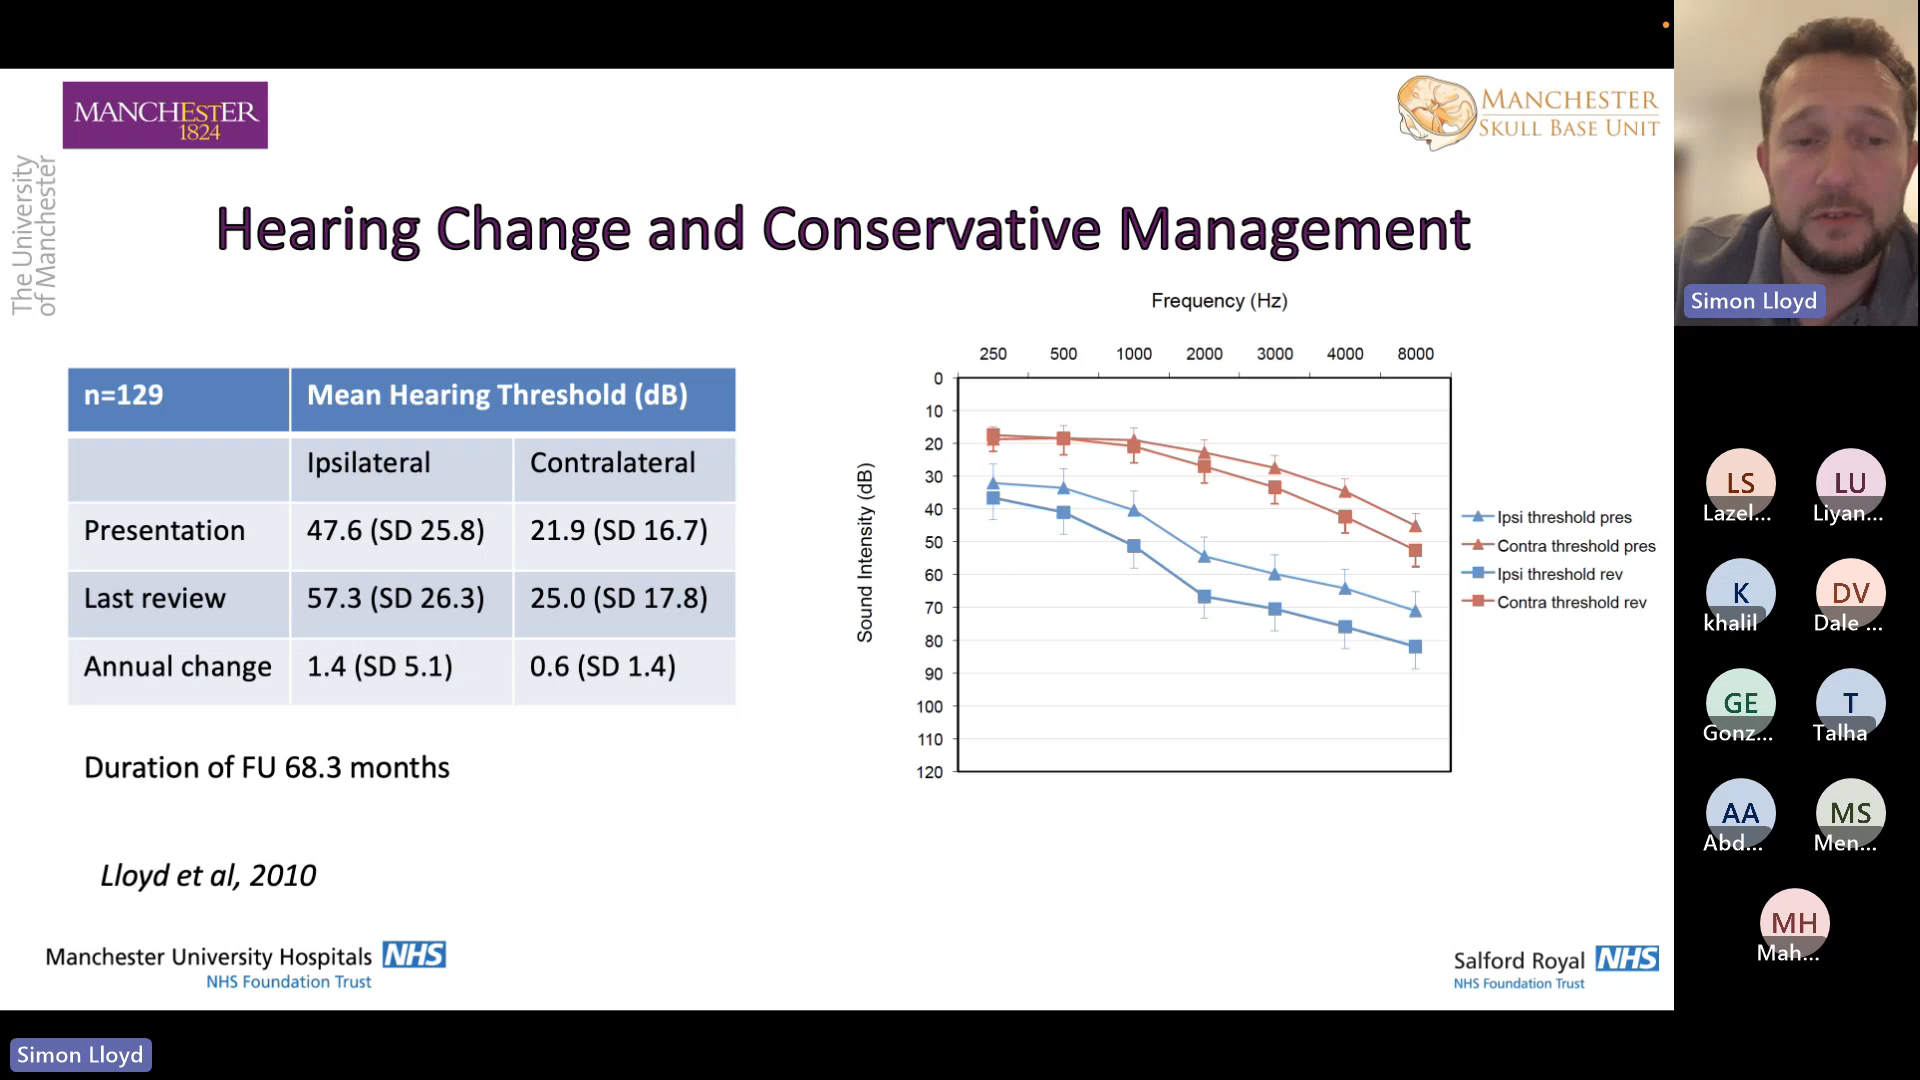 MANCHESTER
1824
The University
of Manchester
MANCHESTER
SKULL BASE UNIT
Hearing Change and Conservative Management
n=129 Mean Hearing Threshold (dB)
Ipsilateral Contralateral
Presentation 47.6 (SD 25.8) 21.9 (SD 16.7)
Last review 57.3 (SD 26.3) 25.0 (SD 17.8)
Annual change 1.4 (SD 5.1) 0.6 (SD 1.4)
Duration of FU 68.3 months
Lloyd et al, 2010
Frequency (Hz)
250 500 1000 2000 3000 4000 8000
Sound Intensity (dB)
0
10
20
30
40
50
60
70
80
90
100
110
120
Ipsi threshold pres
Contra threshold pres
Ipsi threshold rev
Contra threshold rev
Manchester University Hospitals NHS
NHS Foundation Trust
Salford Royal NHS
NHS Foundation Trust
Simon Lloyd
LS LU
Lazel... Liyan...
K DV
khalil Dale ...
GE T
Gonz... Talha
AA MS
Abd... Men...
MH
Mah...
Simon Lloyd